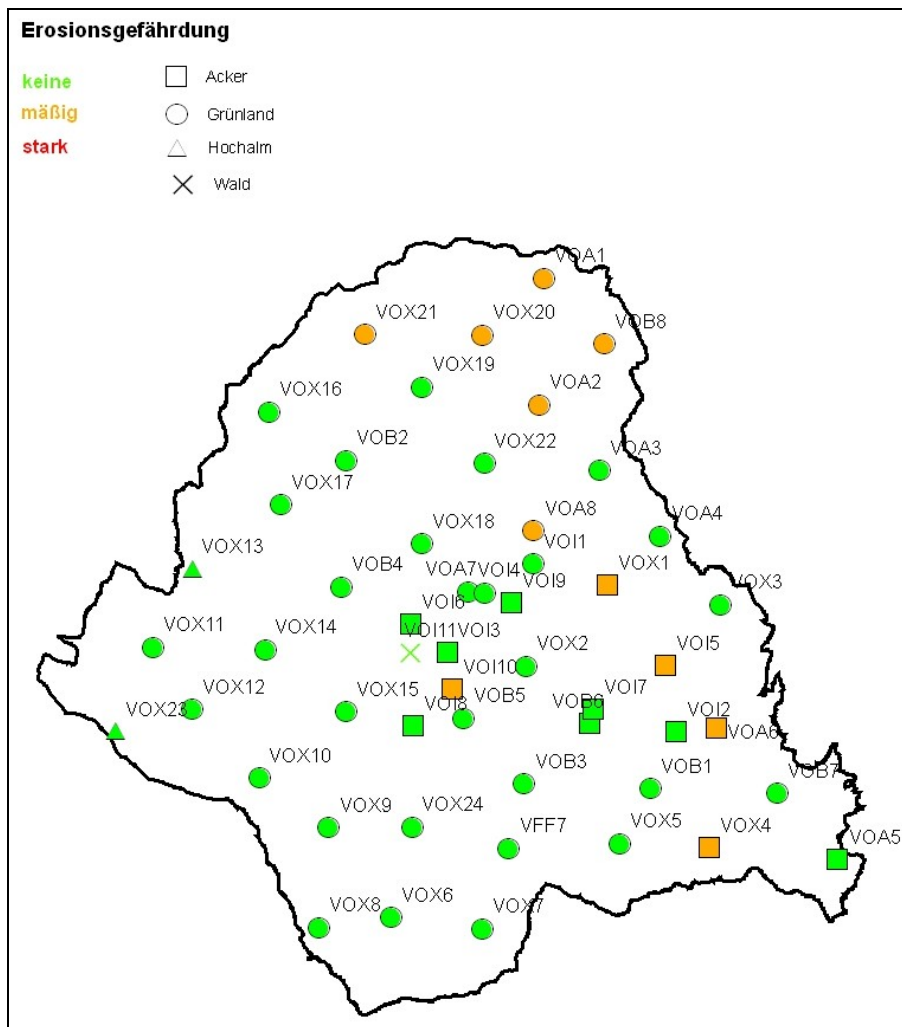 Erosionsgefährdung
keine
Acker
mäßig
Grünland
stark
Hochalm
Wald
VOA1
VOX21
VOX20
VOB8
VOX19
VOX16
VOA2
VOB2
VOX22
VOA3
VOX17
VOX18
VOA8
VOA4
VOX13
VOI1
VOB4
VOA7
VOI4
VOI9
VOX1
VOX3
VOI6
VOX11
VOX14
VOI11
VOI3
VOX2
VOI5
VOI10
VOX12
VOX23
VOX15
VOI8
VOB5
VOB6
VOI7
VOI2
VOA6
VOX10
VOB3
VOB1
VOB7
VOX9
VOX24
VFF7
VOX5
VOX4
VOA5
VOX8
VOX6
VOX7